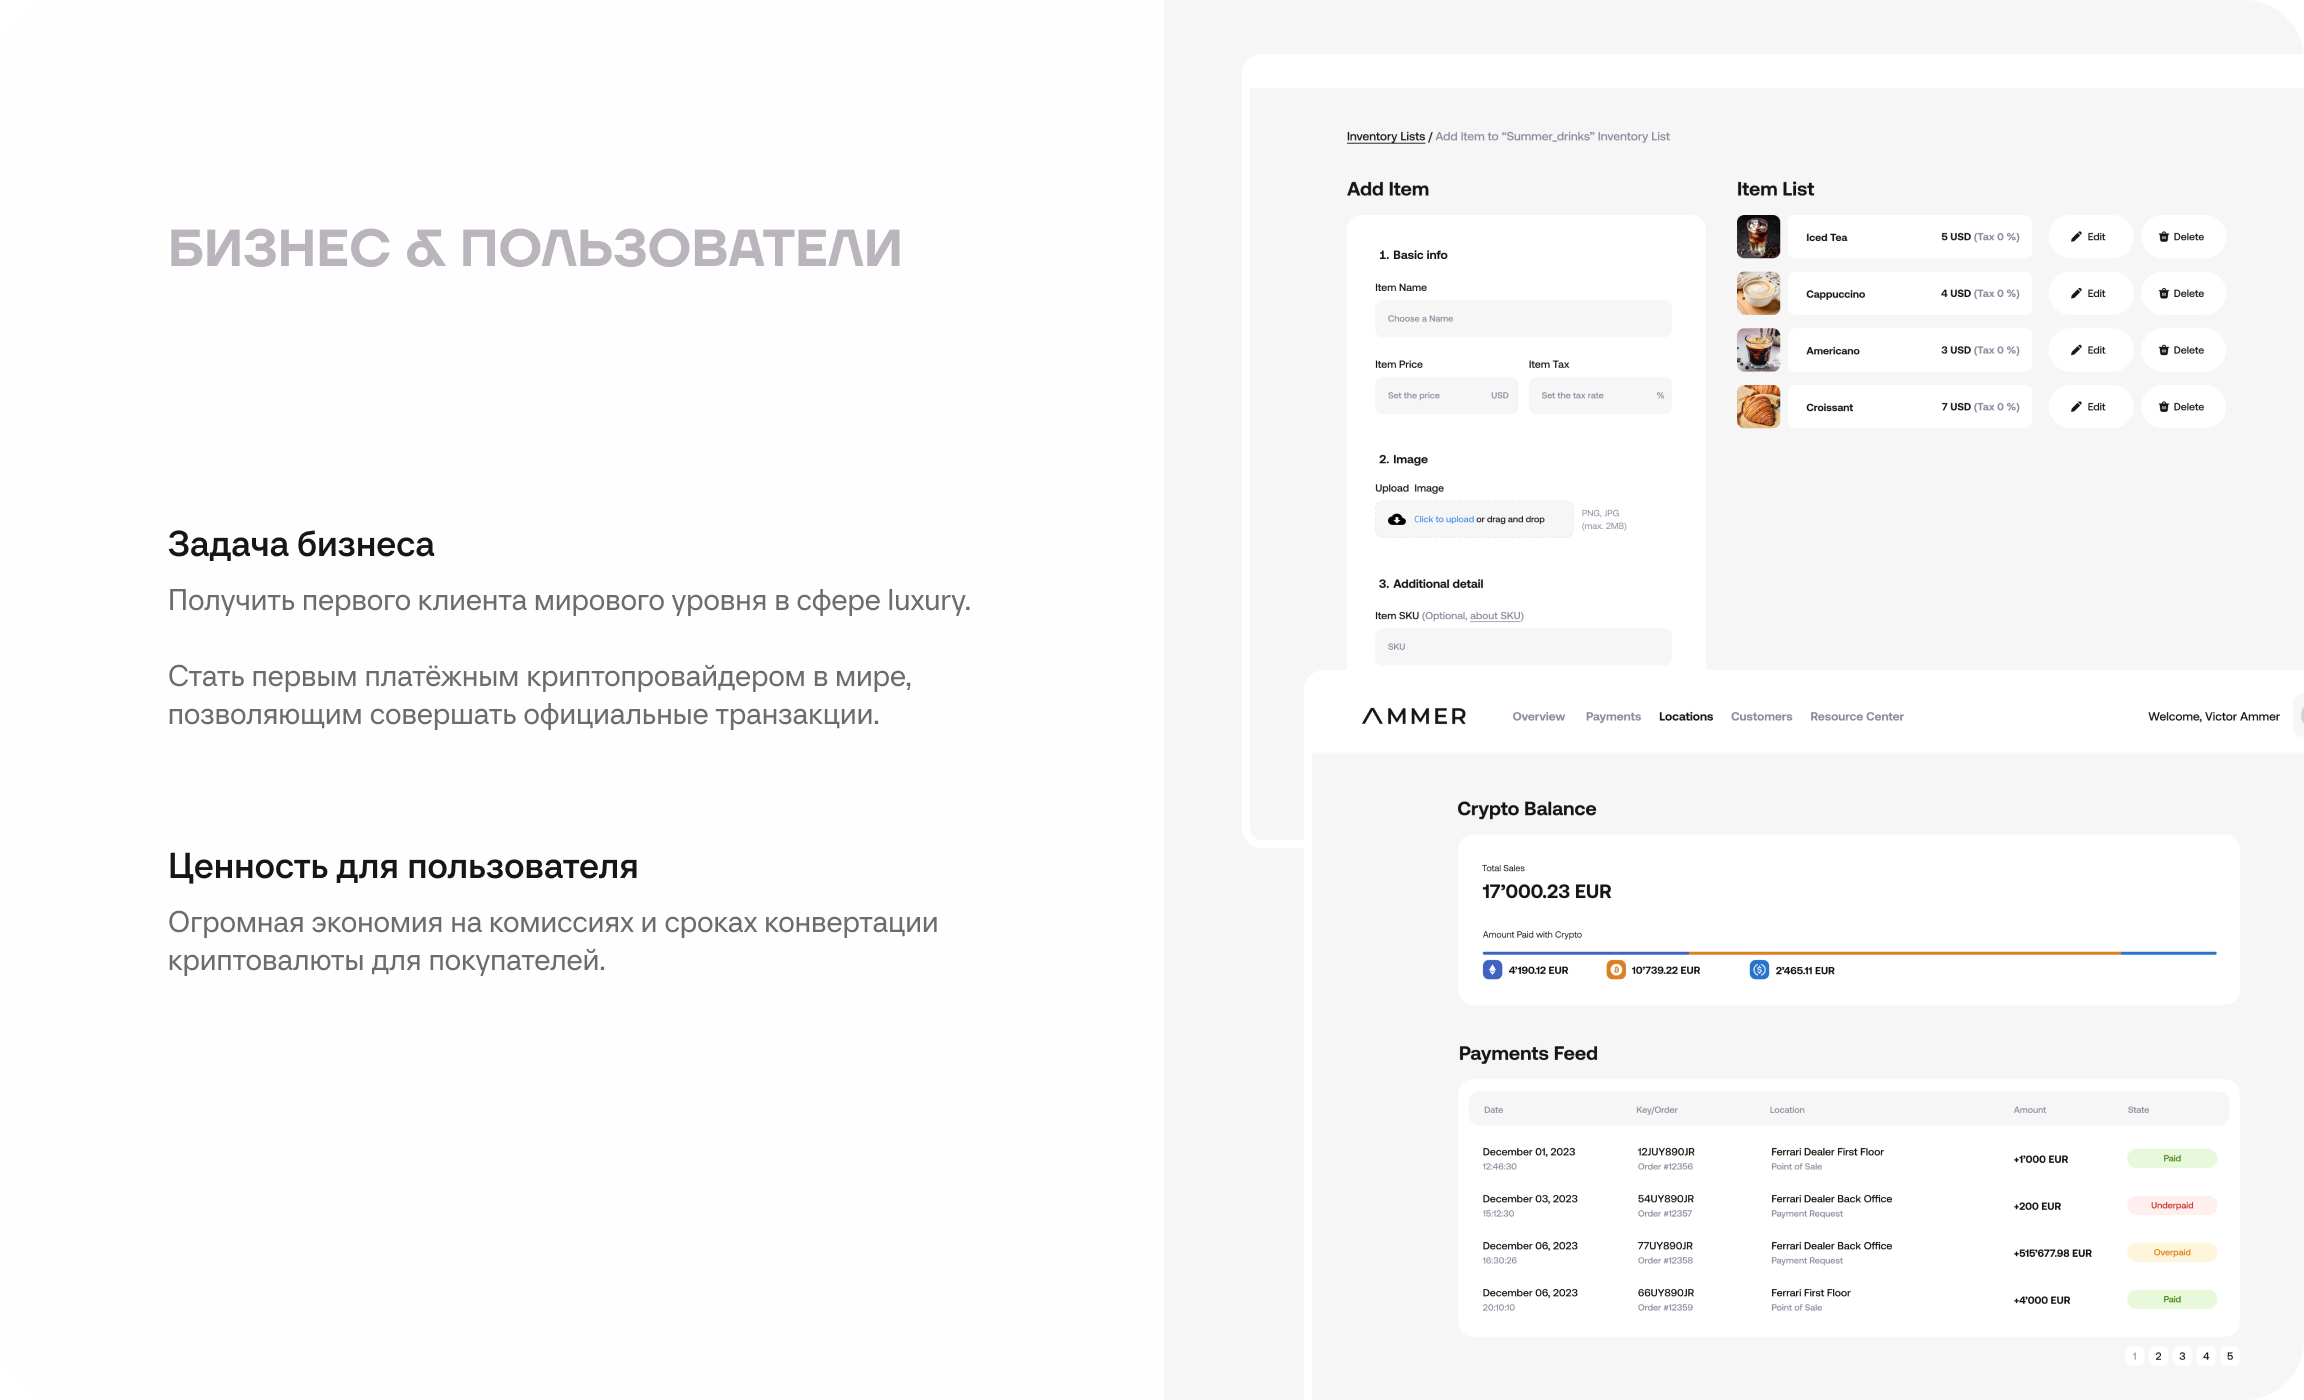 БИЗНЕС & ПОЛЬЗОВАТЕЛИ
Задача бизнеса
Получить первого клиента мирового уровня в сфере luxury.
Стать первым платёжным криптопровайдером в мире,
позволяющим совершать официальные транзакции.
Ценность для пользователя
Огромная экономия на комиссиях и сроках конвертации
криптовалюты для покупателей.
Inventory Lists / Add Item to “Summer_drinks” Inventory List
Add Item
1. Basic info
Item Name
Choose a Name
Item Price Item Tax
Set the price USD Set the tax rate %
2. Image
Upload Image
Click to upload or drag and drop
PNG, JPG
(max. 2MB)
3. Additional detail
Item SKU (Optional, about SKU)
SKU
Item List
Iced Tea 5 USD (Tax 0 %) Edit Delete
Cappuccino 4 USD (Tax 0 %) Edit Delete
Americano 3 USD (Tax 0 %) Edit Delete
Croissant 7 USD (Tax 0 %) Edit Delete
AMMER Overview Payments Locations Customers Resource Center Welcome, Victor Ammer
Crypto Balance
Total Sales
17’000.23 EUR
Amount Paid with Crypto
4’190.12 EUR 10’739.22 EUR 2’465.11 EUR
Payments Feed
Date Key/Order Location Amount State
December 01, 2023 12JUY890JR Ferrari Dealer First Floor +1’000 EUR Paid
12:46:30 Order #12356 Point of Sale
December 03, 2023 54UY890JR Ferrari Dealer Back Office +200 EUR Underpaid
15:12:30 Order #12357 Payment Request
December 06, 2023 77UY890JR Ferrari Dealer Back Office +515’677.98 EUR Overpaid
16:30:26 Order #12358 Payment Request
December 06, 2023 66UY890JR Ferrari First Floor +4’000 EUR Paid
20:10:10 Order #12359 Point of Sale
1 2 3 4 5